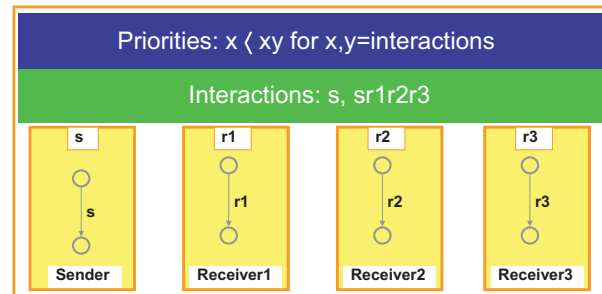 Priorities: x ⟨ xy for x,y=interactions
Interactions: s, sr1r2r3
s r1 r2 r3
s r1 r2 r3
Sender Receiver1 Receiver2 Receiver3